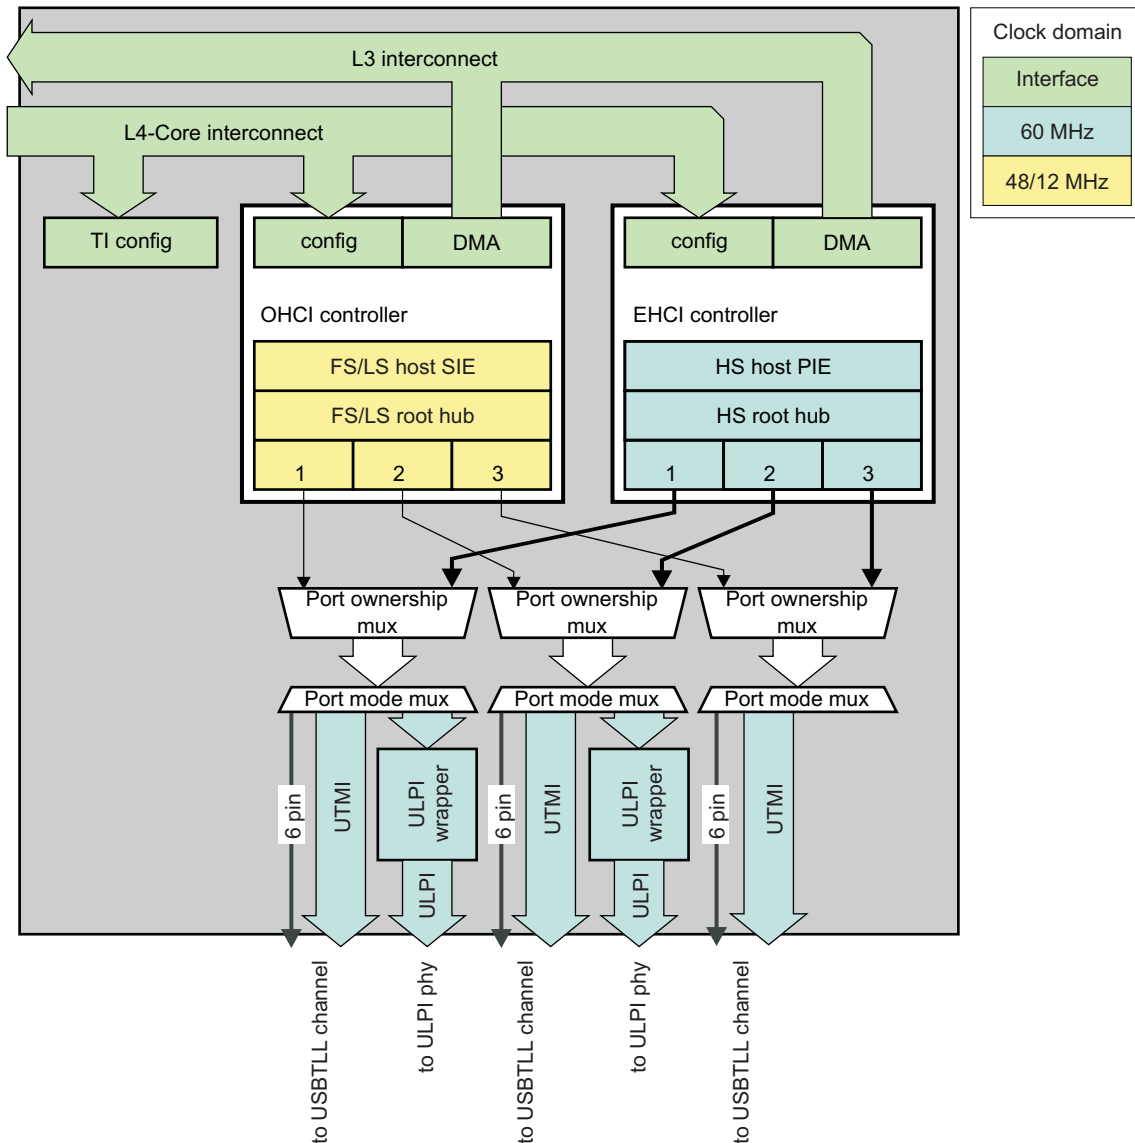 Clock domain
Interface
60 MHz
48/12 MHz
L3 interconnect
L4-Core interconnect
TI config
config
DMA
config
DMA
OHCI controller
EHCI controller
FS/LS host SIE
HS host PIE
FS/LS root hub
HS root hub
1
2
3
1
2
3
Port ownership
mux
Port ownership
mux
Port ownership
mux
Port mode mux
Port mode mux
Port mode mux
6 pin
UTMI
ULPI
wrapper
ULPI
6 pin
UTMI
ULPI
wrapper
ULPI
6 pin
UTMI
to USBTLL channel
to ULPI phy
to USBTLL channel
to ULPI phy
to USBTLL channel